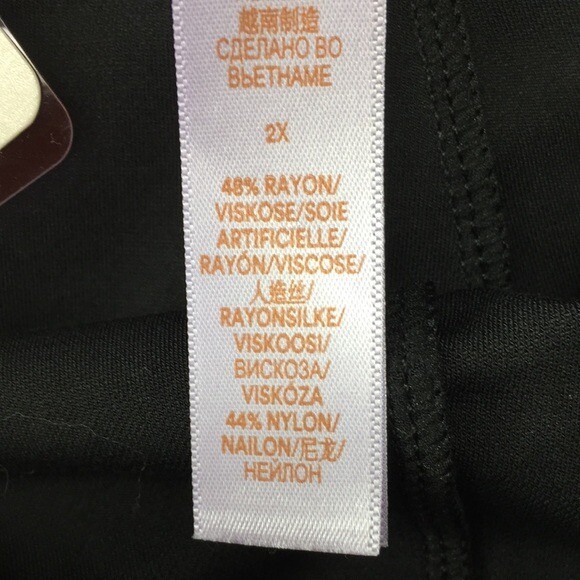 越南制造
СДЕЛАНО ВО
ВЬЕТНАМЕ
2X
48% RAYON/
VISKOSE/SOIE
ARTIFICIELLE/
RAYÓN/VISCOSE/
人造丝/
RAYONSILKE/
VISKOOSI/
ВИСКОЗА/
VISKÓZA
44% NYLON/
NAILON/尼龙/
НЕЙЛОН